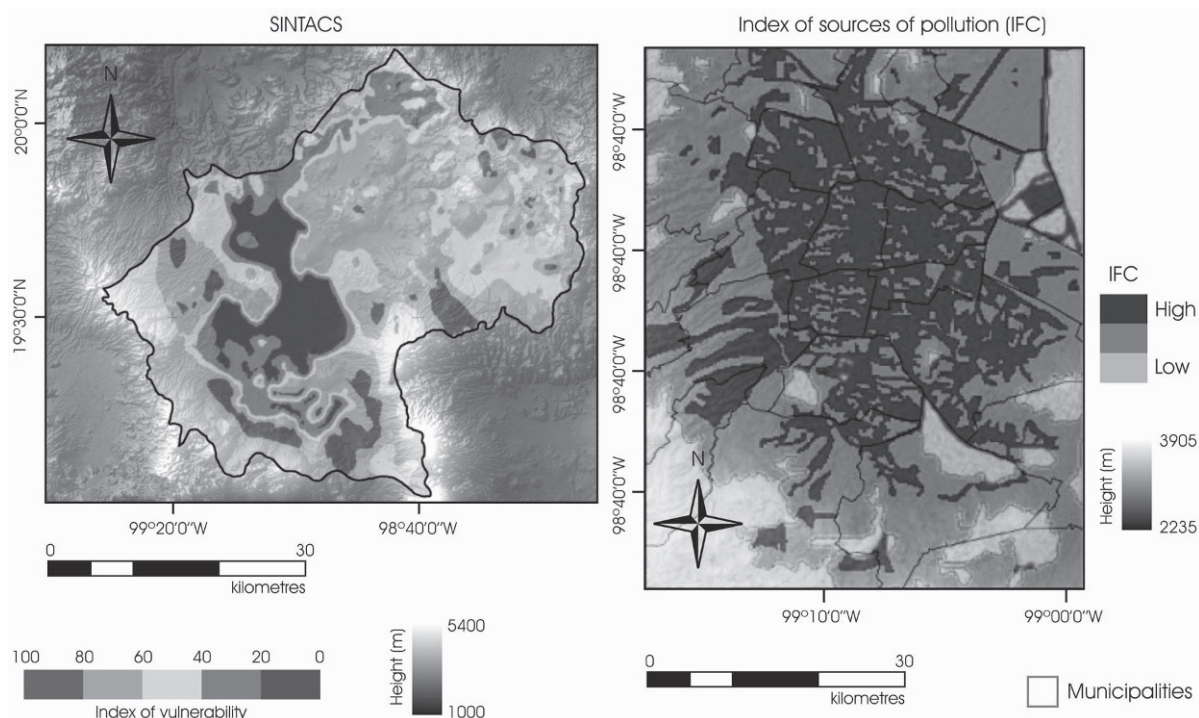 SINTACS
N
20°0'0"N
19°30'0"N
99°20'0"W
98°40'0"W
0
30
kilometres
100
80
60
40
20
0
Index of vulnerability
Height (m)
5400
1000
Index of sources of pollution (IFC)
98°40'0"W
98°40'0"W
98°40'0"W
98°40'0"W
N
99°10'0"W
99°00'0"W
0
30
kilometres
IFC
High
Low
Height (m)
3905
2235
Municipalities